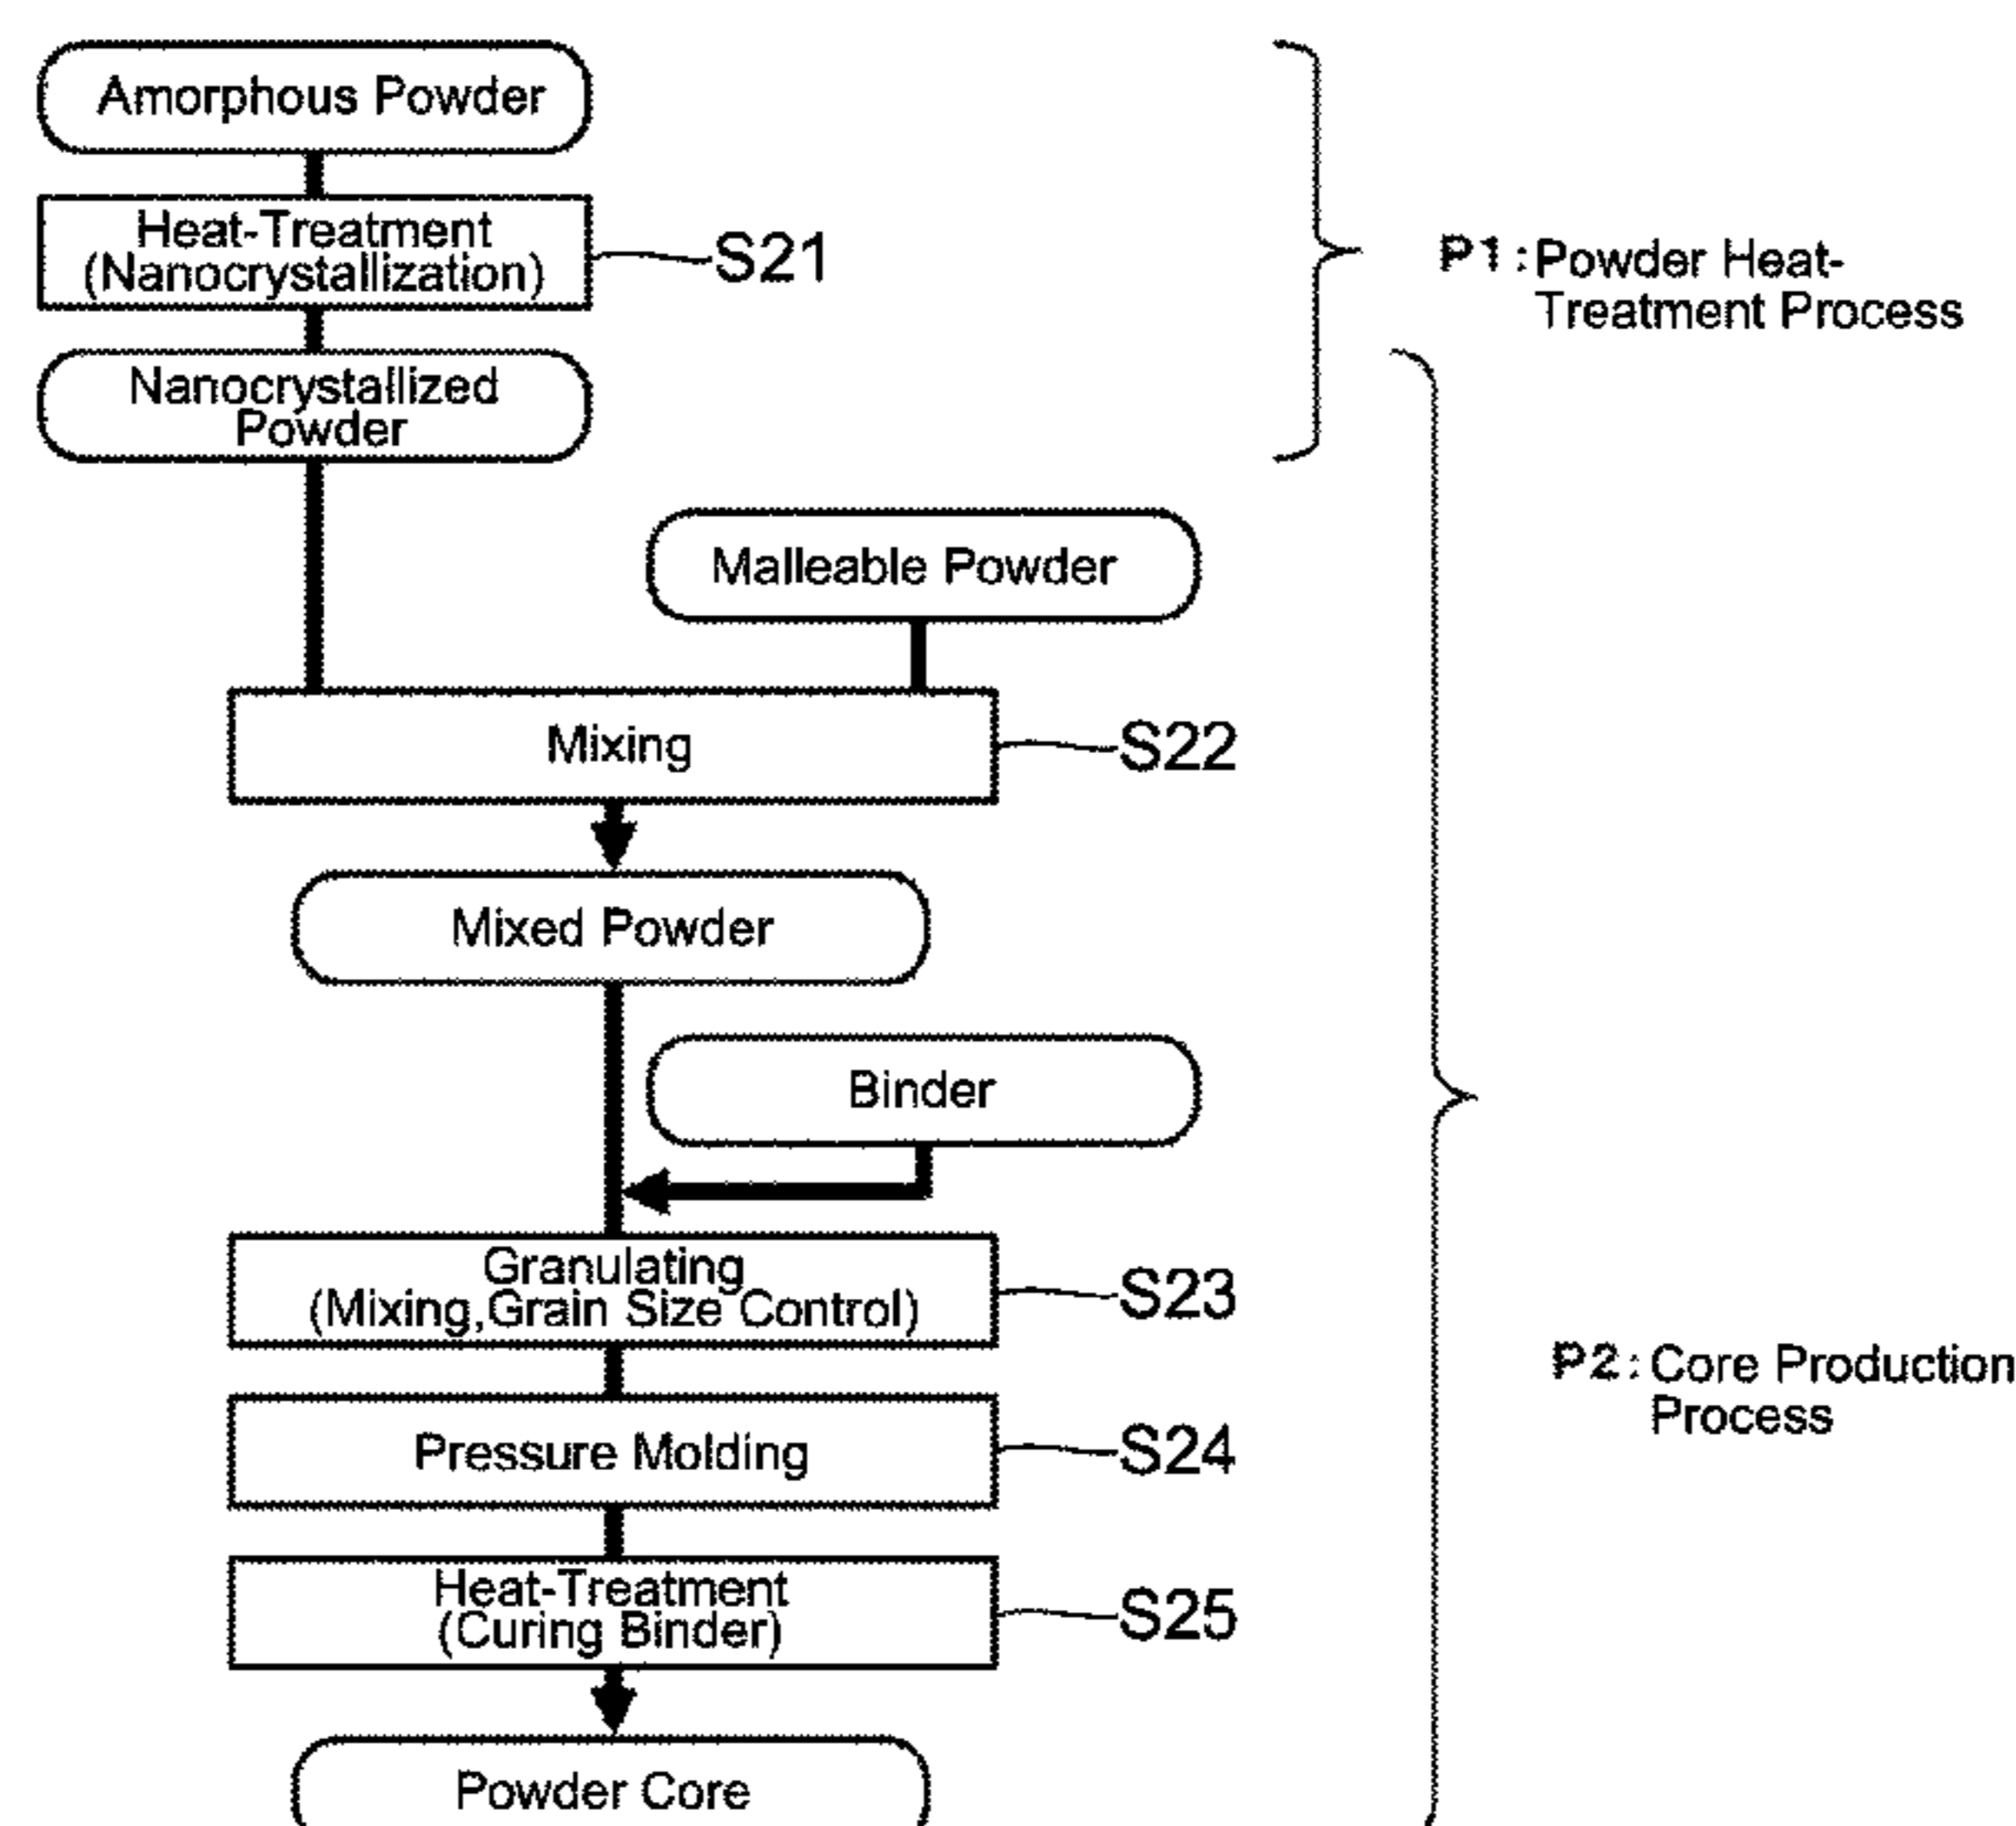 Amorphous Powder
Heat-Treatment
(Nanocrystallization)
S21
P1:Powder Heat-
Treatment Process
Nanocrystallized
Powder
Malleable Powder
Mixing
S22
Mixed Powder
Binder
Granulating
(Mixing,Grain Size Control)
S23
P2:Core Production
Process
Pressure Molding
S24
Heat-Treatment
(Curing Binder)
S25
Powder Core